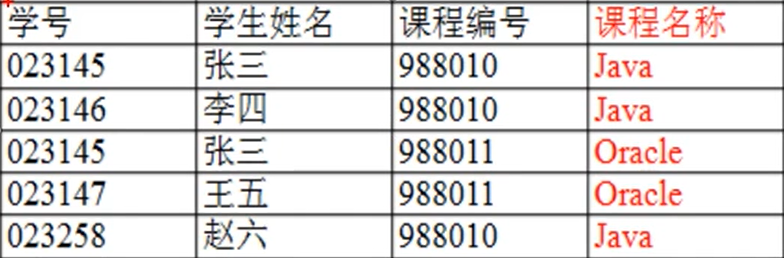 学号 学生姓名 课程编号 课程名称
023145 张三 988010 Java
023146 李四 988010 Java
023145 张三 988011 Oracle
023147 王五 988011 Oracle
023258 赵六 988010 Java